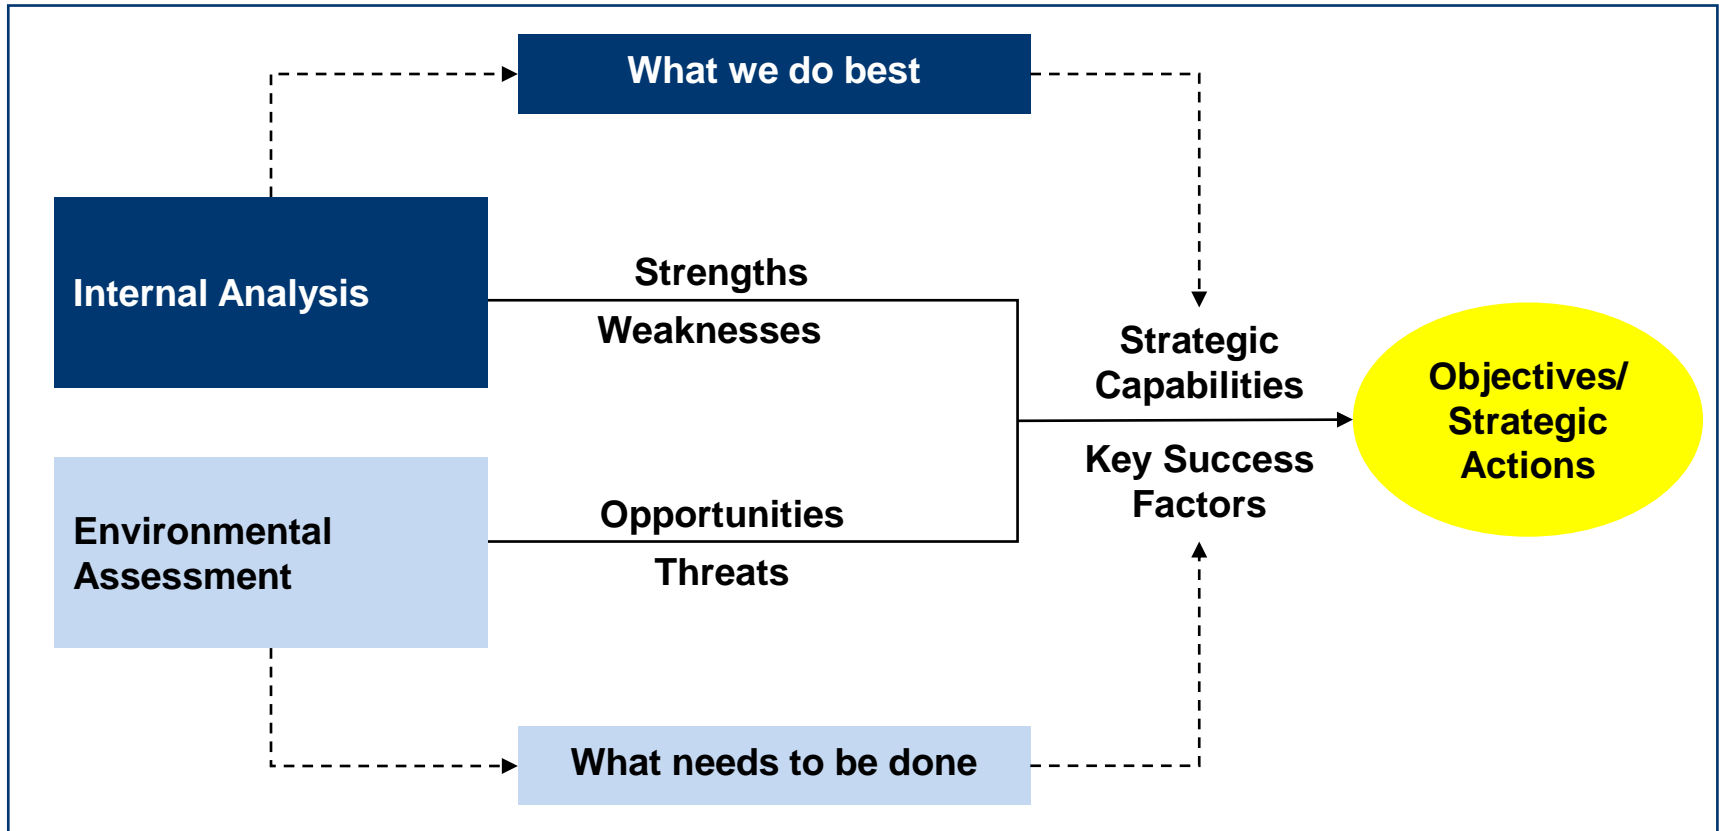 What we do best
Internal Analysis
Strengths
Weaknesses
Strategic
Capabilities
Objectives/
Strategic
Actions
Key Success
Factors
Environmental
Assessment
Opportunities
Threats
What needs to be done